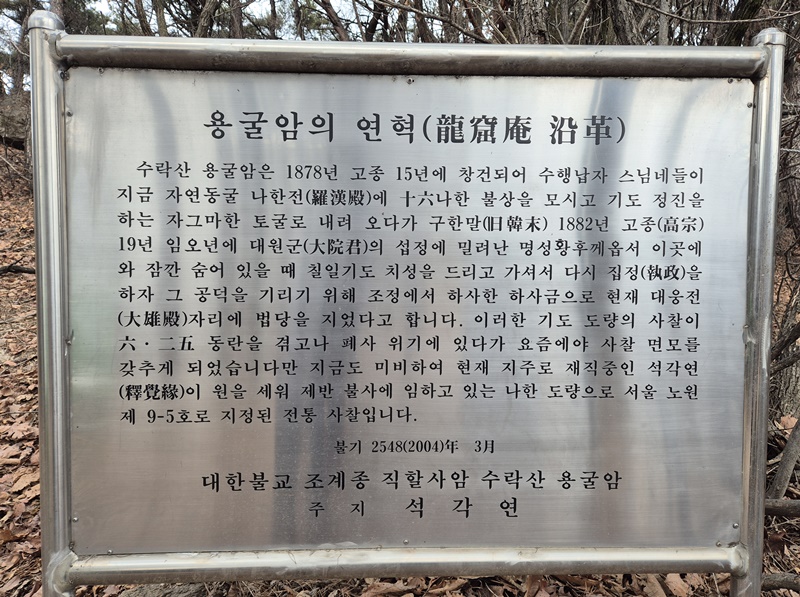 용굴암의 연혁(龍窟庵 沿革)
수락산 용굴암은 1878년 고종 15년에 창건되어 수행납자 스님네들이
지금 자연동굴 나한전(羅漢殿)에 十六나한 불상을 모시고 기도 정진을
하는 자그마한 토굴로 내려 오다가 구한말(旧韓末) 1882년 고종(高宗)
19년 임오년에 대원군(大院君)의 섭정에 밀려난 명성황후께옵서 이곳에
와 잠깐 숨어 있을 때 칠일기도 치성을 드리고 가셔서 다시 집정(執政)을
하자 그 공덕을 기리기 위해 조정에서 하사한 하사금으로 현재 대웅전
(大雄殿)자리에 법당을 지었다고 합니다. 이러한 기도 도량의 사찰이
六·二五 동란을 겪고나 폐사 위기에 있다가 요즘에야 사찰 면모를
갖추게 되었습니다만 지금도 미비하여 현재 지주로 재직중인 석각연
(釋覺緣)이 원을 세워 제반 불사에 임하고 있는 나한 도량으로 서울 노원
제 9-5호로 지정된 전통 사찰입니다.
불기 2548(2004)年 3月
대한불교 조계종 직할사암 수락산 용굴암
주 지 석 각 연